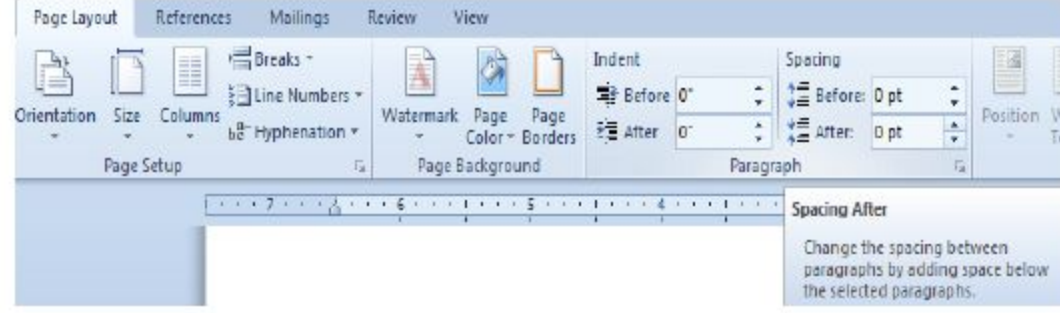 Page Layout References Mailings Review View
Breaks Indent Spacing
Line Numbers Before 0" Before: 0 pt
Orientation Size Columns Hyphenation Watermark Page Color Page Borders After 0" After: 0 pt Position
Page Setup Page Background Paragraph
7 6 5 4
Spacing After
Change the spacing between
paragraphs by adding space below
the selected paragraphs.